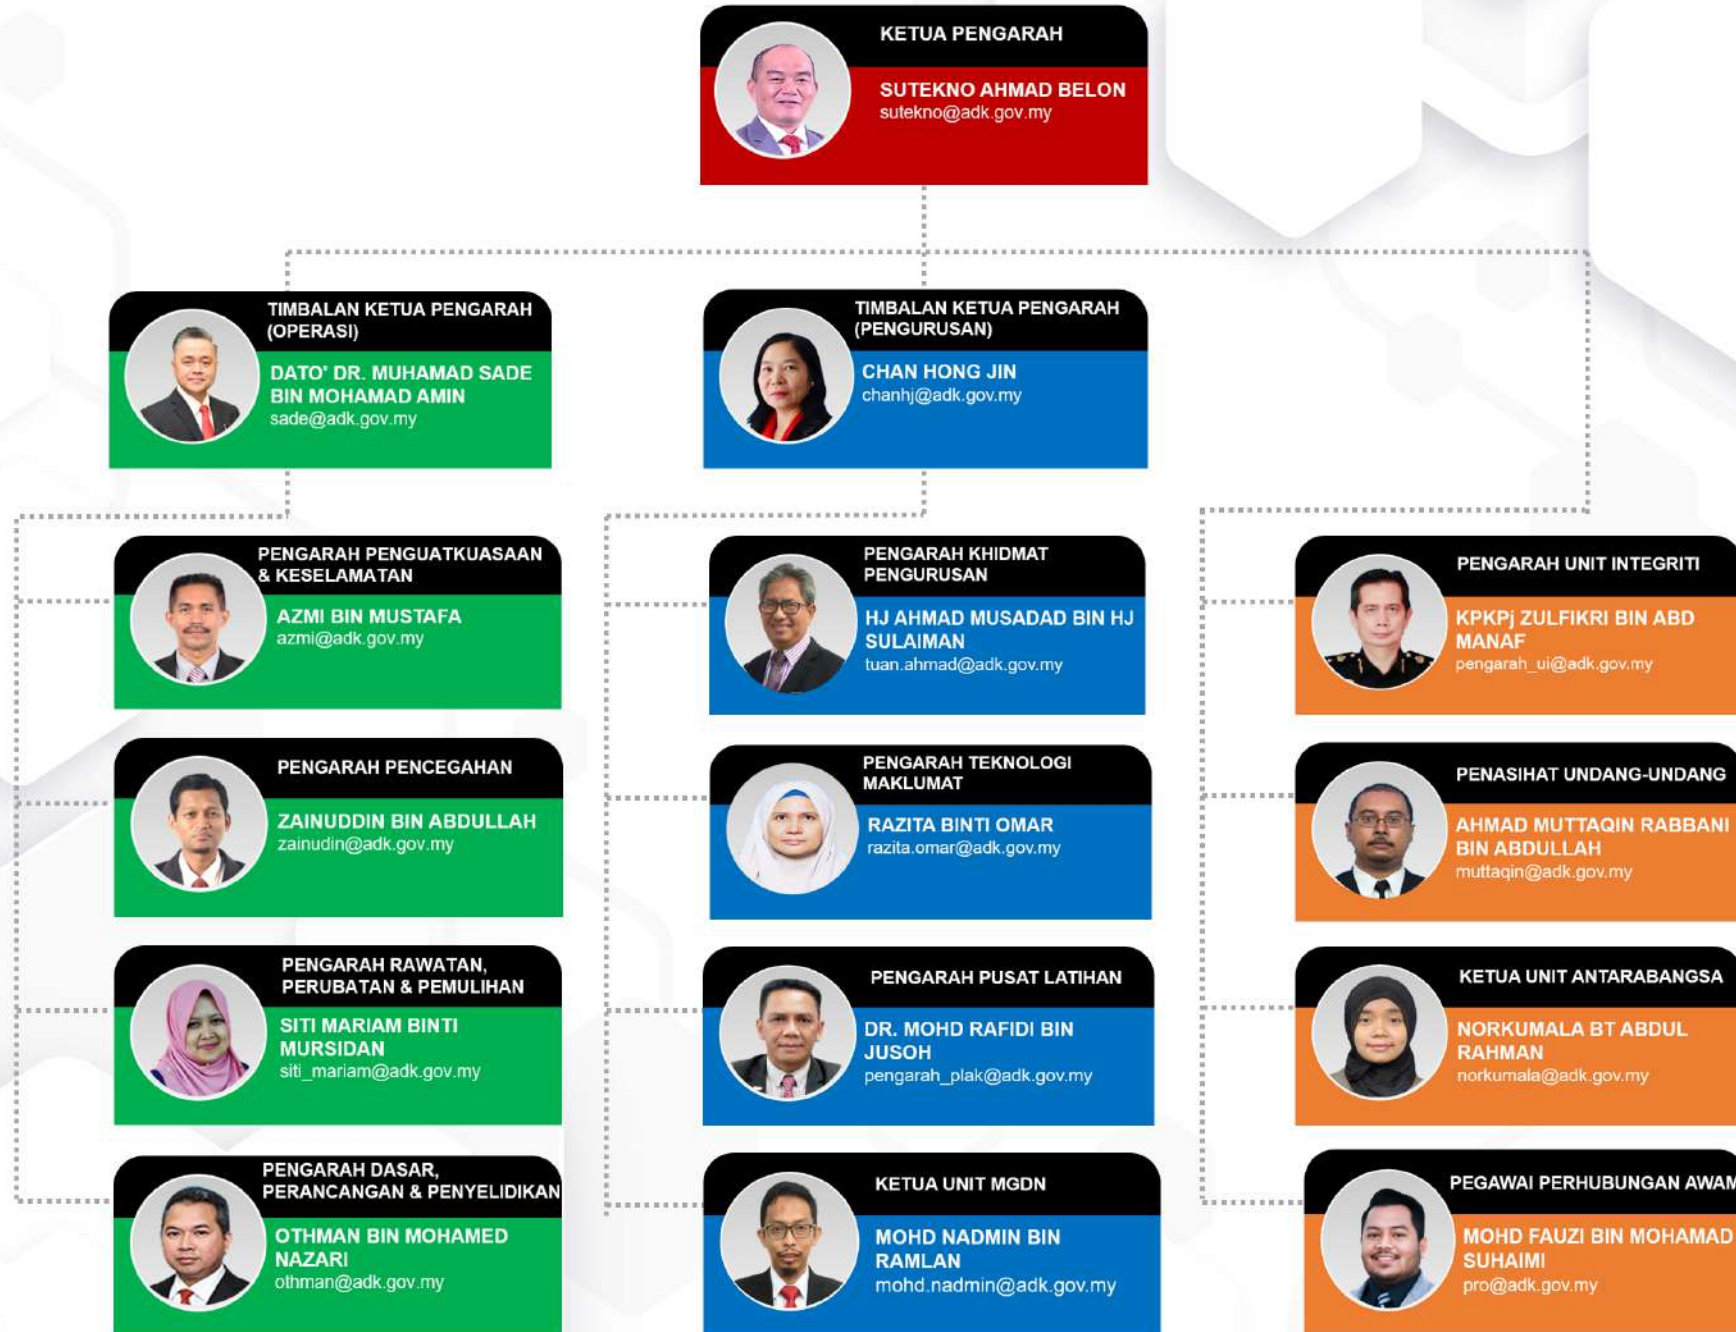 KETUA PENGARAH
SUTEKNO AHMAD BELON
sutekno@adk.gov.my
TIMBALAN KETUA PENGARAH
(OPERASI)
DATO' DR. MUHAMAD SADE
BIN MOHAMAD AMIN
sade@adk.gov.my
TIMBALAN KETUA PENGARAH
(PENGURUSAN)
CHAN HONG JIN
chanhj@adk.gov.my
PENGARAH PENGUATKUASAAN
& KESELAMATAN
AZMI BIN MUSTAFA
azmi@adk.gov.my
PENGARAH KHIDMAT
PENGURUSAN
HJ AHMAD MUSADAD BIN HJ
SULAIMAN
tuan.ahmad@adk.gov.my
PENGARAH UNIT INTEGRITI
KPKPj ZULFIKRI BIN ABD
MANAF
pengarah_ui@adk.gov.my
PENGARAH PENCEGAHAN
ZAINUDDIN BIN ABDULLAH
zainudin@adk.gov.my
PENGARAH TEKNOLOGI
MAKLUMAT
RAZITA BINTI OMAR
razita.omar@adk.gov.my
PENASIHAT UNDANG-UNDANG
AHMAD MUTTAQIN RABBANI
BIN ABDULLAH
muttaqin@adk.gov.my
PENGARAH RAWATAN,
PERUBATAN & PEMULIHAN
SITI MARIAM BINTI
MURSIDAN
siti_mariam@adk.gov.my
PENGARAH PUSAT LATIHAN
DR. MOHD RAFIDI BIN
JUSOH
pengarah_plak@adk.gov.my
KETUA UNIT ANTARABANGSA
NORKUMALA BT ABDUL
RAHMAN
norkumala@adk.gov.my
PENGARAH DASAR,
PERANCANGAN & PENYELIDIKAN
OTHMAN BIN MOHAMED
NAZARI
othman@adk.gov.my
KETUA UNIT MGDN
MOHD NADMIN BIN
RAMLAN
mohd.nadmin@adk.gov.my
PEGAWAI PERHUBUNGAN AWAM
MOHD FAUZI BIN MOHAMAD
SUHAIMI
pro@adk.gov.my